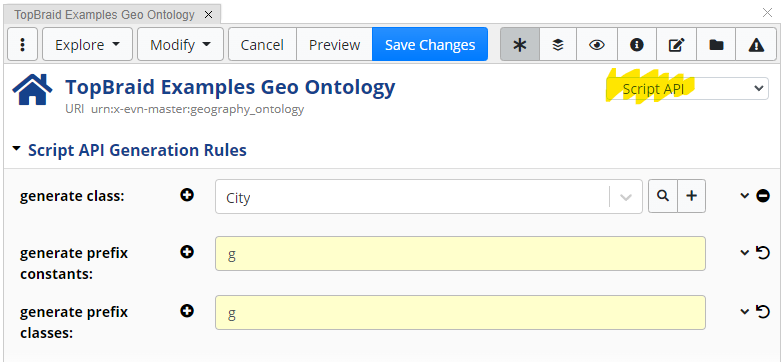 TopBraid Examples Geo Ontology ×
Explore Modify Cancel Preview Save Changes
TopBraid Examples Geo Ontology
Script API
URI urn:x-evn-master:geography_ontology
Script API Generation Rules
generate class:
City
generate prefix
constants:
g
generate prefix
classes:
g